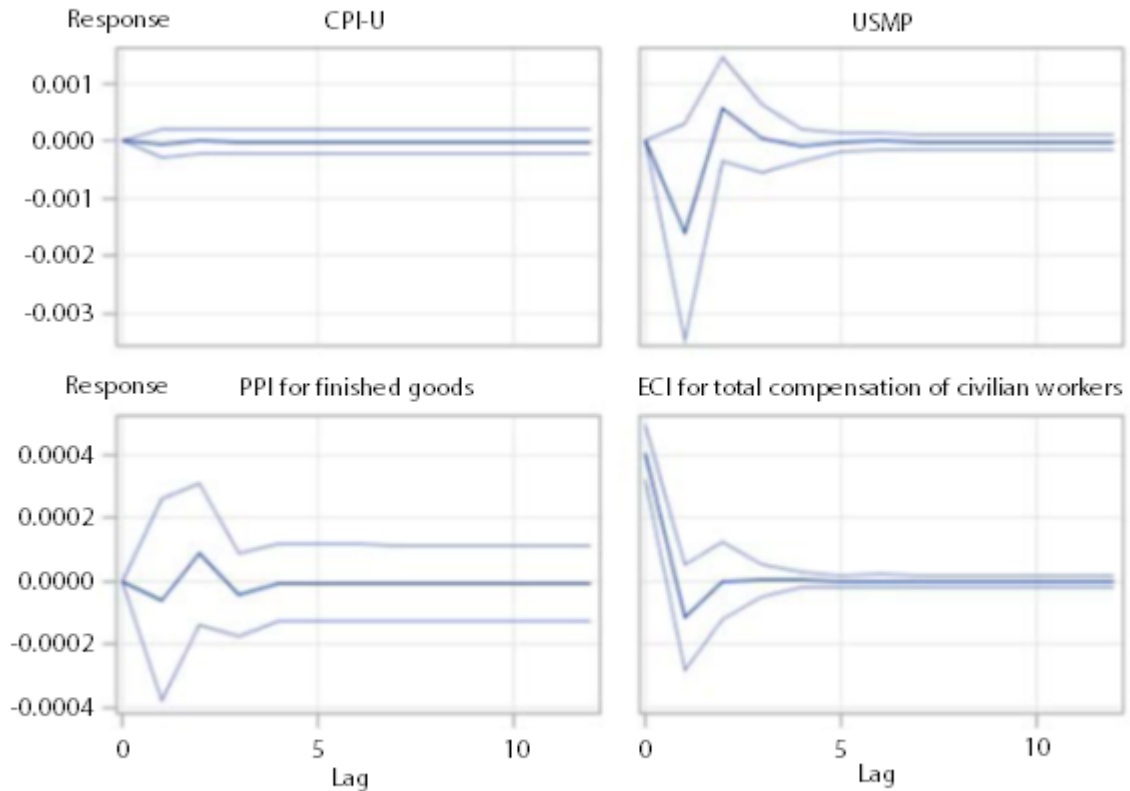 Response CPI-U USMP
0.001
0.000
-0.001
-0.002
-0.003
Response PPI for finished goods ECI for total compensation of civilian workers
0.0004
0.0002
0.0000
-0.0002
-0.0004
0 5 10 0 5 10
Lag Lag